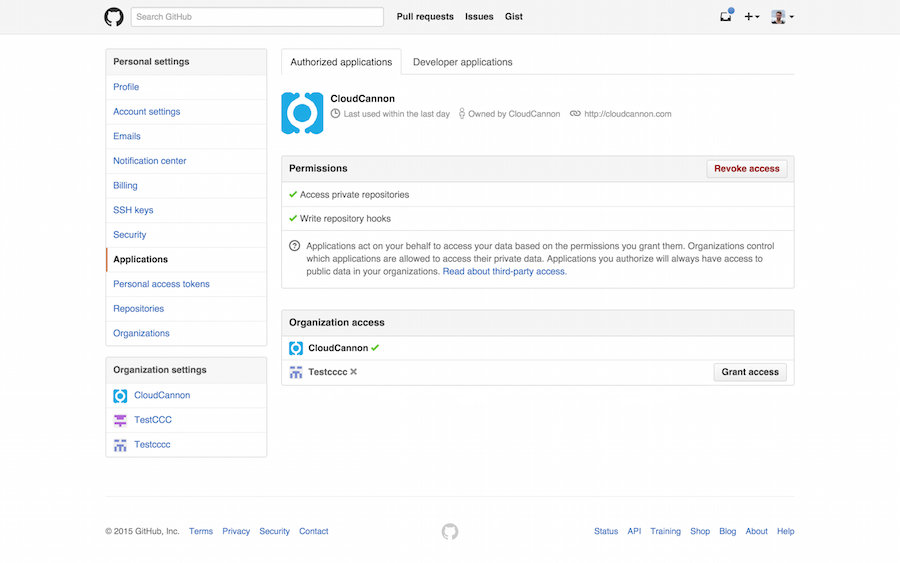 Search GitHub
Pull requests Issues Gist
Personal settings
Profile
Account settings
Emails
Notification center
Billing
SSH keys
Security
Applications
Personal access tokens
Repositories
Organizations
Organization settings
CloudCannon
TestCCC
Testcccc
Authorized applications Developer applications
CloudCannon
Last used within the last day Owned by CloudCannon http://cloudcannon.com
Permissions Revoke access
Access private repositories
Write repository hooks
Applications act on your behalf to access your data based on the permissions you grant them. Organizations control
which applications are allowed to access their private data. Applications you authorize will always have access to
public data in your organizations. Read about third-party access.
Organization access
CloudCannon
Testcccc Grant access
© 2015 GitHub, Inc. Terms Privacy Security Contact
Status API Training Shop Blog About Help